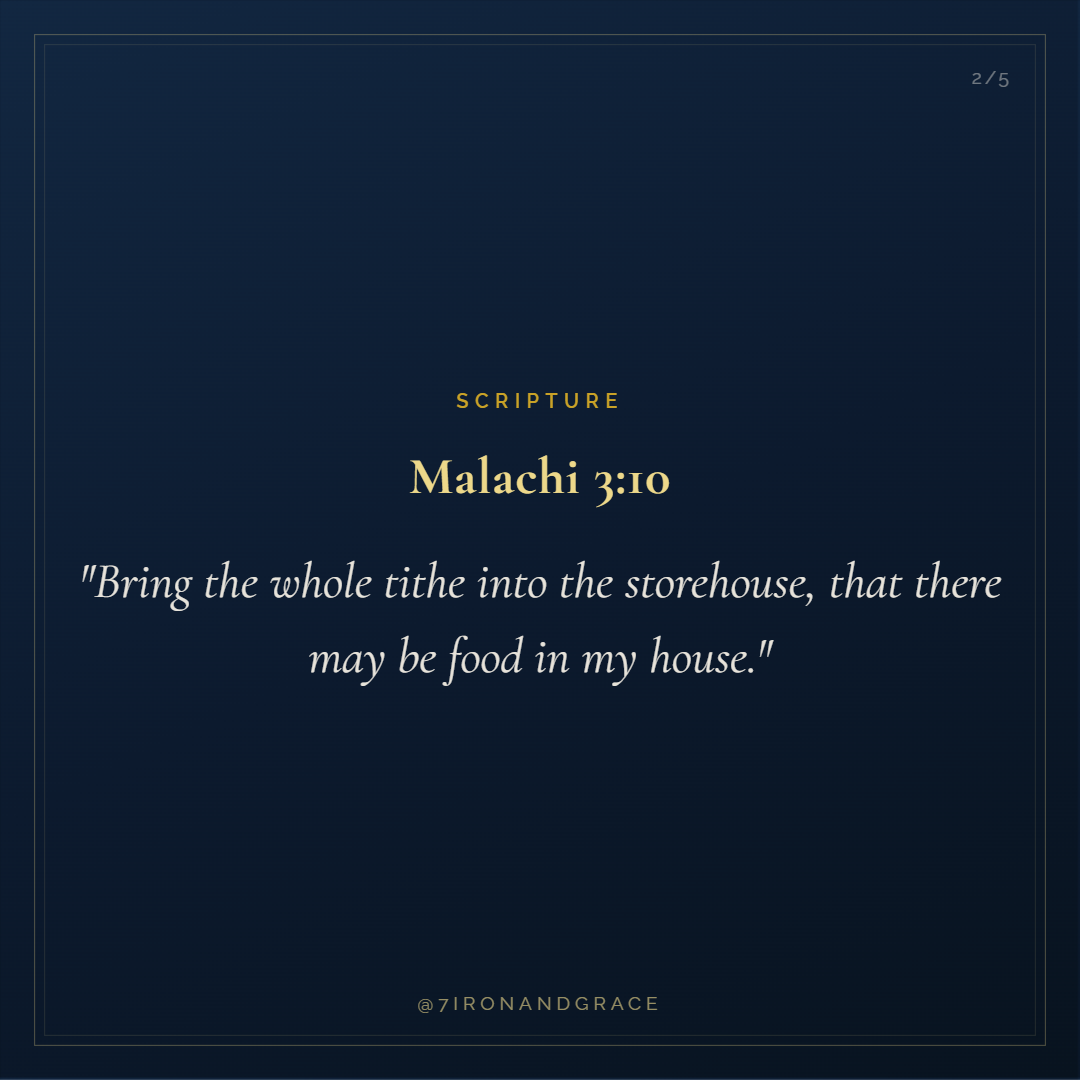 2/5
SCRIPTURE
Malachi 3:10
"Bring the whole tithe into the storehouse, that there
may be food in my house."
@7IRONANDGRACE